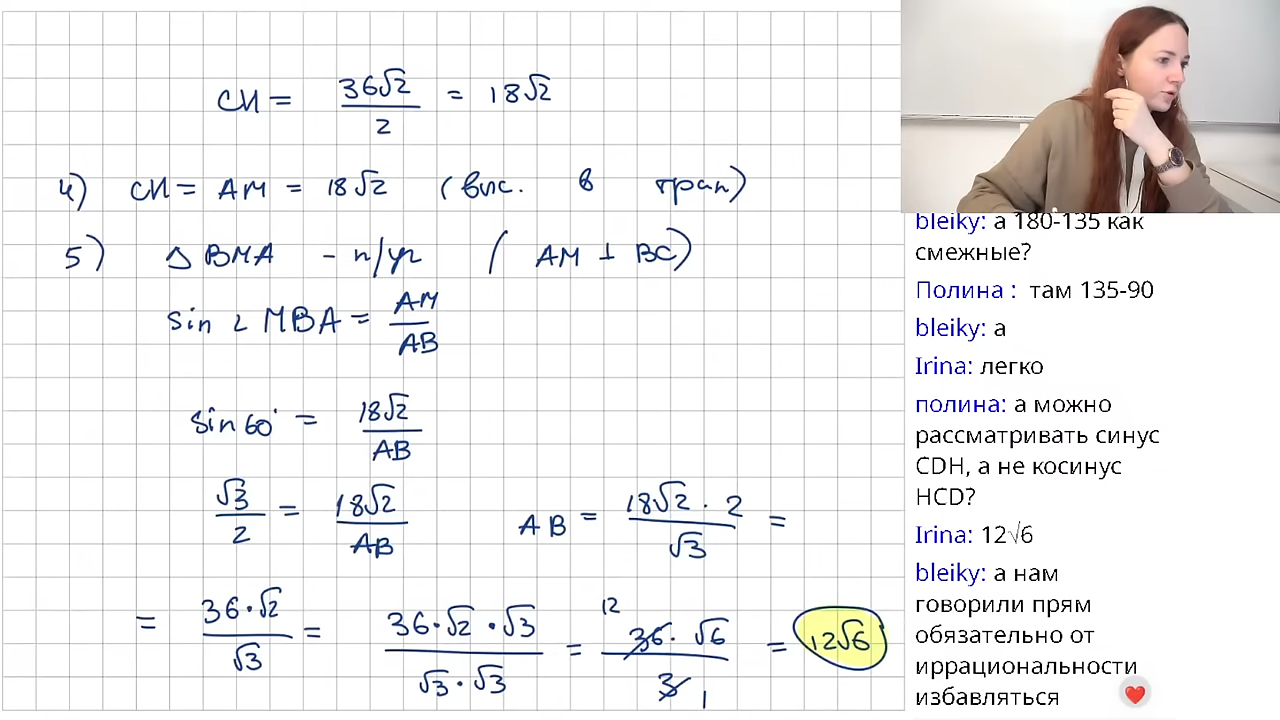 CH = 36√2 / 2 = 18√2
4) CH = AM = 18√2 (выс. в трап)
5) △ BMA - п/уг ( AM ⊥ BC)
sin ∠ MBA = AM / AB
sin 60° = 18√2 / AB
√3 / 2 = 18√2 / AB AB = 18√2 · 2 / √3 =
= 36·√2 / √3 = 36·√2·√3 / √3·√3 = 12 36·√6 / 3 1 = 12√6
bleiky: а 180-135 как
смежные?
Полина : там 135-90
bleiky: а
Irina: легко
полина: а можно
рассматривать синус
CDH, а не косинус
HCD?
Irina: 12√6
bleiky: а нам
говорили прям
обязательно от
иррациональности
избавляться ❤️